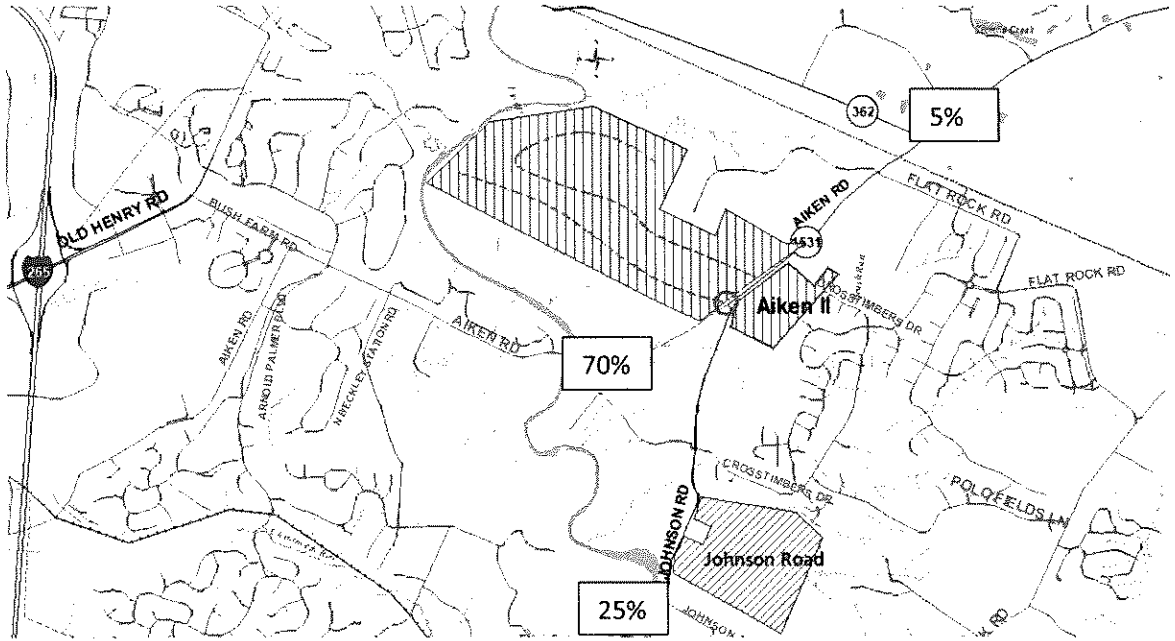 362
5%
OLD HENRY RD
BUSH FARM RD
AIKEN RD
1531
FLAT ROCK RD
265
FLAT ROCK RD
Aiken II
CROSSTIMBERS DR
AIKEN RD
ARNOLD PALMER BLVD
N BECKLEY STATION RD
AIKEN RD
70%
CROSSTIMBERS DR
POLO FIELDS LN
JOHNSON RD
Johnson Road
25%
JOHNSON
RD